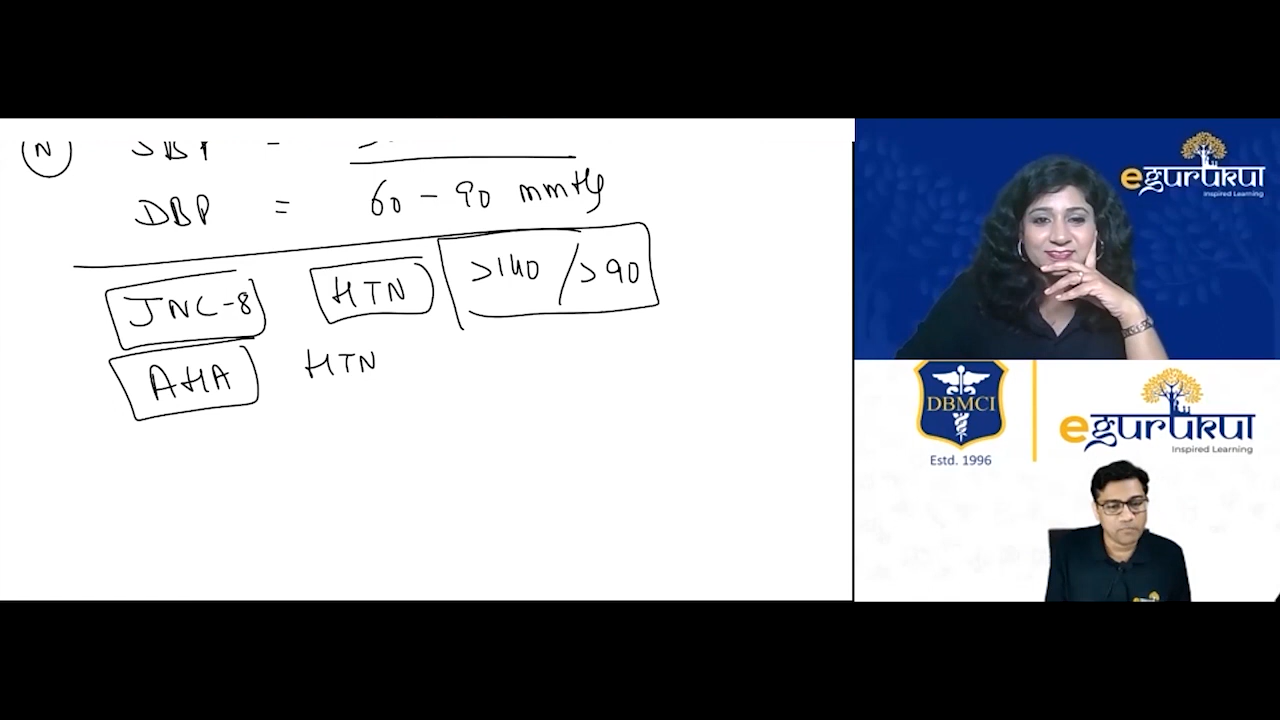 N SBP -
DBP = 60 - 90 mmHg
JNC-8 HTN >140 / >90
AHA HTN
egurukul
Inspired Learning
DBMCI
Estd. 1996
egurukul
Inspired Learning